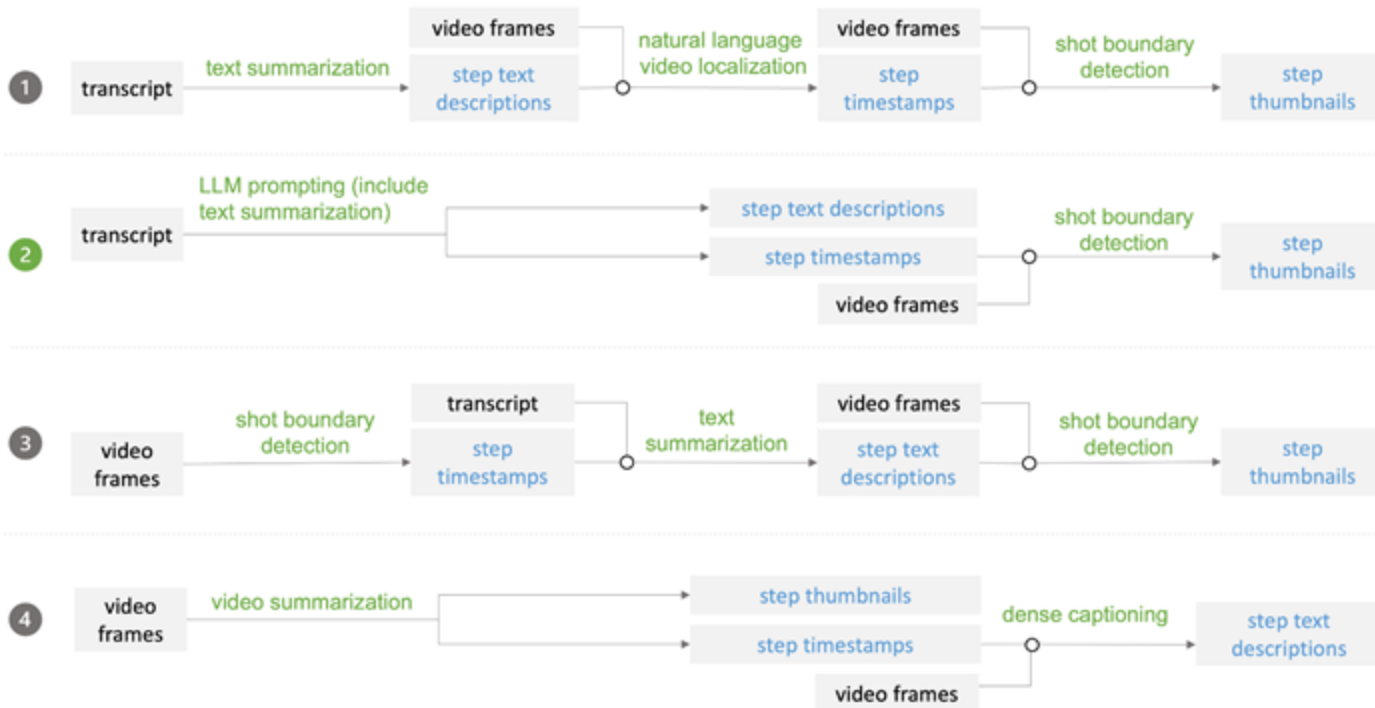 video frames
natural language
video localization
video frames
shot boundary
detection
1
transcript
text summarization
step text
descriptions
step
timestamps
step
thumbnails
LLM prompting (include
text summarization)
step text descriptions
shot boundary
detection
2
transcript
step timestamps
step
thumbnails
video frames
3
shot boundary
detection
transcript
text
summarization
video frames
shot boundary
detection
video
frames
step
timestamps
step text
descriptions
step
thumbnails
4
video
frames
video summarization
step thumbnails
step timestamps
dense captioning
step text
descriptions
video frames